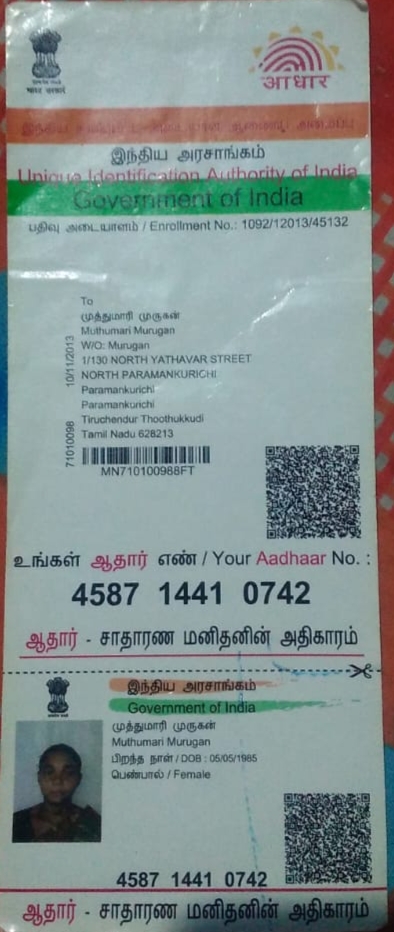 भारत सरकार
आधार
இந்திய அரசாங்கம்
Unique Identification Authority of India
Government of India
பதிவு அடையாளம் / Enrollment No.: 1092/12013/45132
To
முத்துமாரி முருகன்
Muthumari Murugan
W/O: Murugan
1/130 NORTH YATHAVAR STREET
NORTH PARAMANKURICHI
Paramankurichi
Paramankurichi
Tiruchendur Thoothukkudi
Tamil Nadu 628213
71010098 10/11/2013
MN710100988FT
உங்கள் ஆதார் எண் / Your Aadhaar No. :
4587 1441 0742
ஆதார் - சாதாரண மனிதனின் அதிகாரம்
இந்திய அரசாங்கம்
Government of India
முத்துமாரி முருகன்
Muthumari Murugan
பிறந்த நாள் / DOB : 05/05/1985
பெண்பால் / Female
4587 1441 0742
ஆதார் - சாதாரண மனிதனின் அதிகாரம்